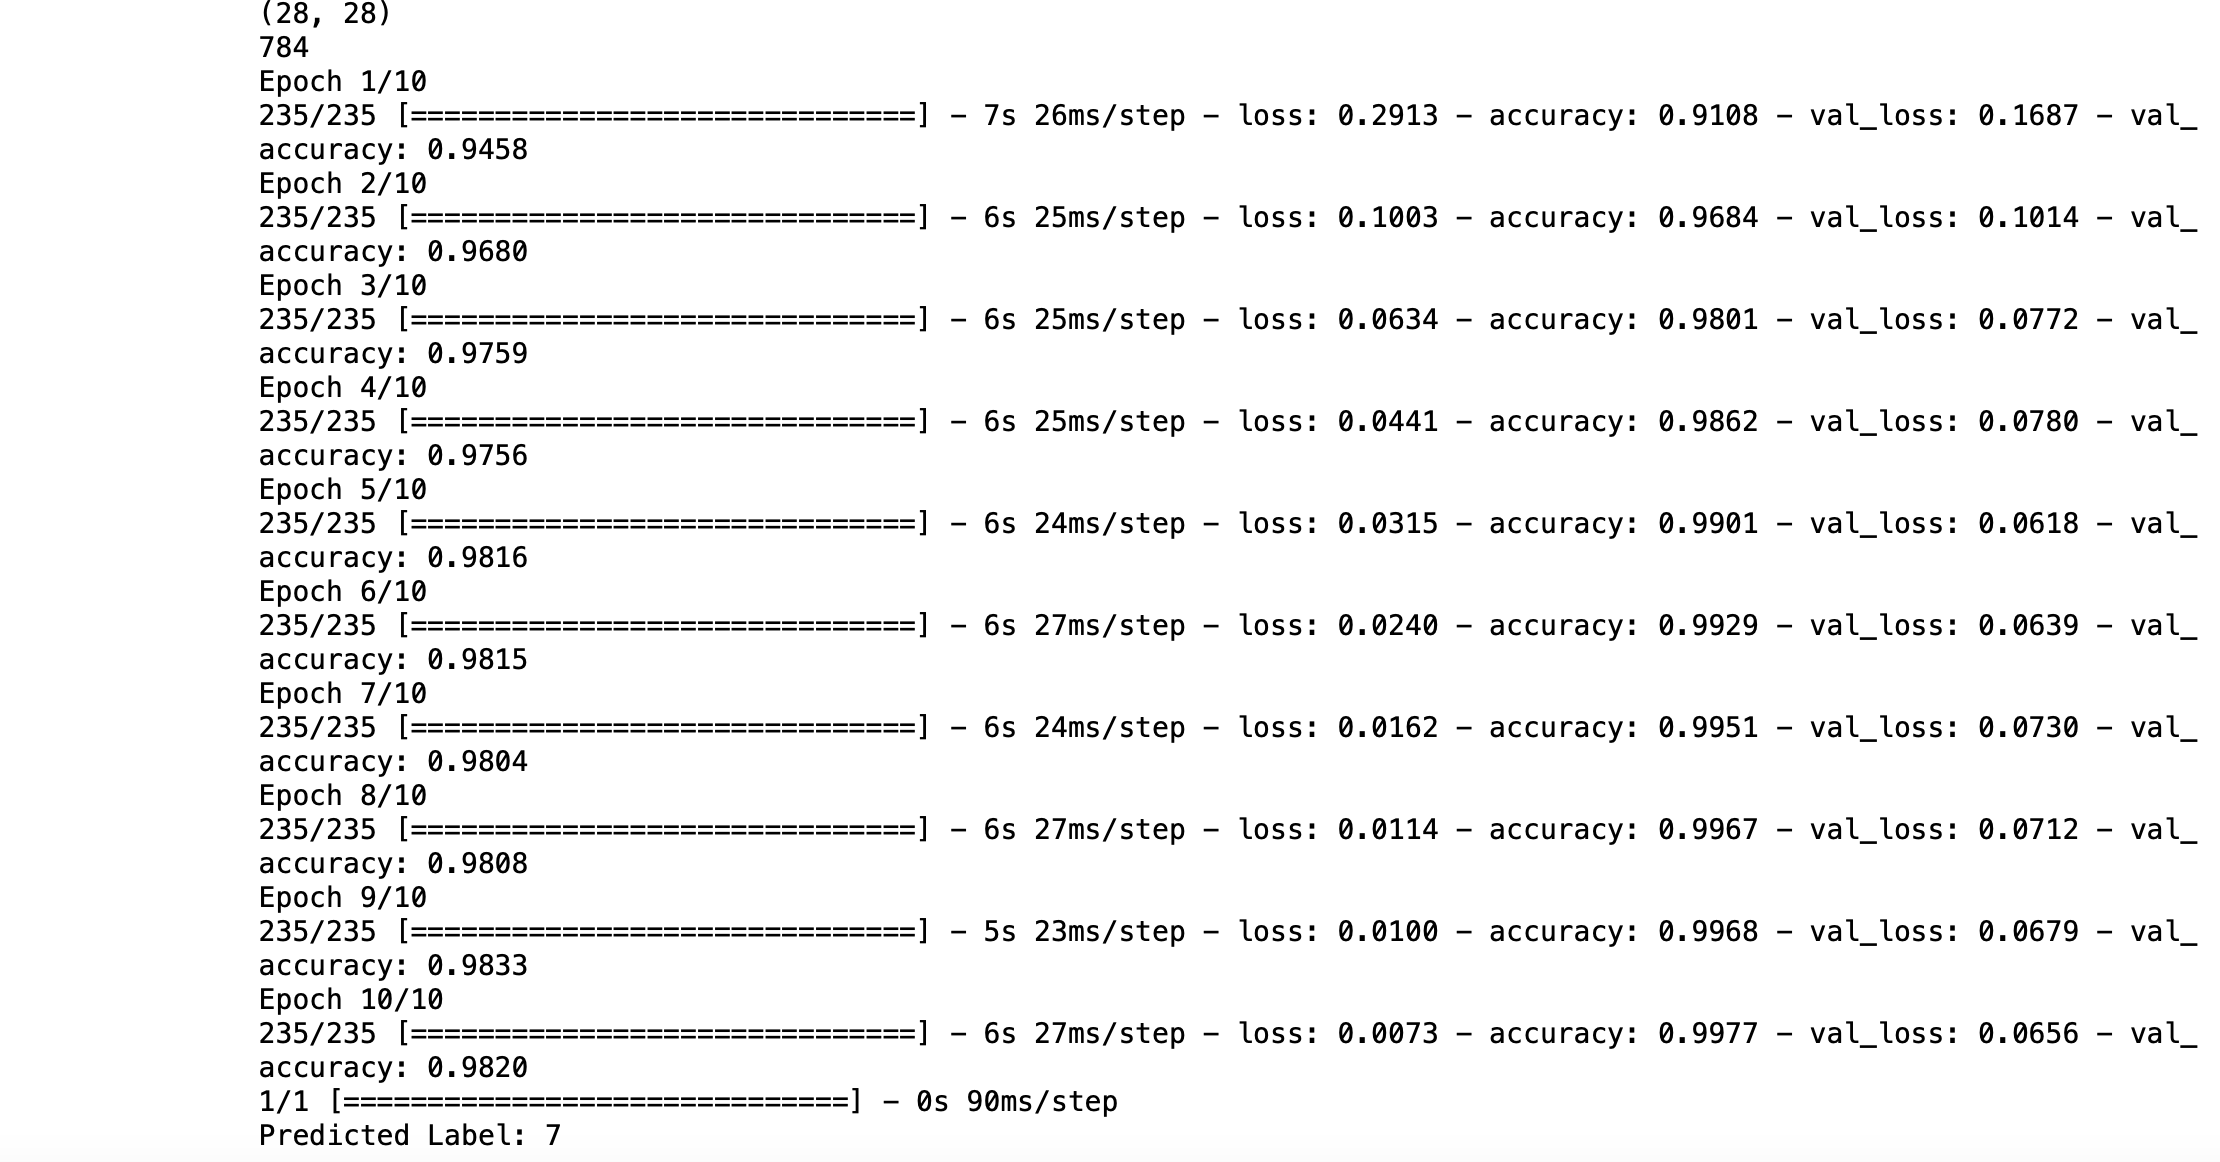 (28, 28)
784
Epoch 1/10
235/235 [==============================] - 7s 26ms/step - loss: 0.2913 - accuracy: 0.9108 - val_loss: 0.1687 - val_
accuracy: 0.9458
Epoch 2/10
235/235 [==============================] - 6s 25ms/step - loss: 0.1003 - accuracy: 0.9684 - val_loss: 0.1014 - val_
accuracy: 0.9680
Epoch 3/10
235/235 [==============================] - 6s 25ms/step - loss: 0.0634 - accuracy: 0.9801 - val_loss: 0.0772 - val_
accuracy: 0.9759
Epoch 4/10
235/235 [==============================] - 6s 25ms/step - loss: 0.0441 - accuracy: 0.9862 - val_loss: 0.0780 - val_
accuracy: 0.9756
Epoch 5/10
235/235 [==============================] - 6s 24ms/step - loss: 0.0315 - accuracy: 0.9901 - val_loss: 0.0618 - val_
accuracy: 0.9816
Epoch 6/10
235/235 [==============================] - 6s 27ms/step - loss: 0.0240 - accuracy: 0.9929 - val_loss: 0.0639 - val_
accuracy: 0.9815
Epoch 7/10
235/235 [==============================] - 6s 24ms/step - loss: 0.0162 - accuracy: 0.9951 - val_loss: 0.0730 - val_
accuracy: 0.9804
Epoch 8/10
235/235 [==============================] - 6s 27ms/step - loss: 0.0114 - accuracy: 0.9967 - val_loss: 0.0712 - val_
accuracy: 0.9808
Epoch 9/10
235/235 [==============================] - 5s 23ms/step - loss: 0.0100 - accuracy: 0.9968 - val_loss: 0.0679 - val_
accuracy: 0.9833
Epoch 10/10
235/235 [==============================] - 6s 27ms/step - loss: 0.0073 - accuracy: 0.9977 - val_loss: 0.0656 - val_
accuracy: 0.9820
1/1 [==============================] - 0s 90ms/step
Predicted Label: 7